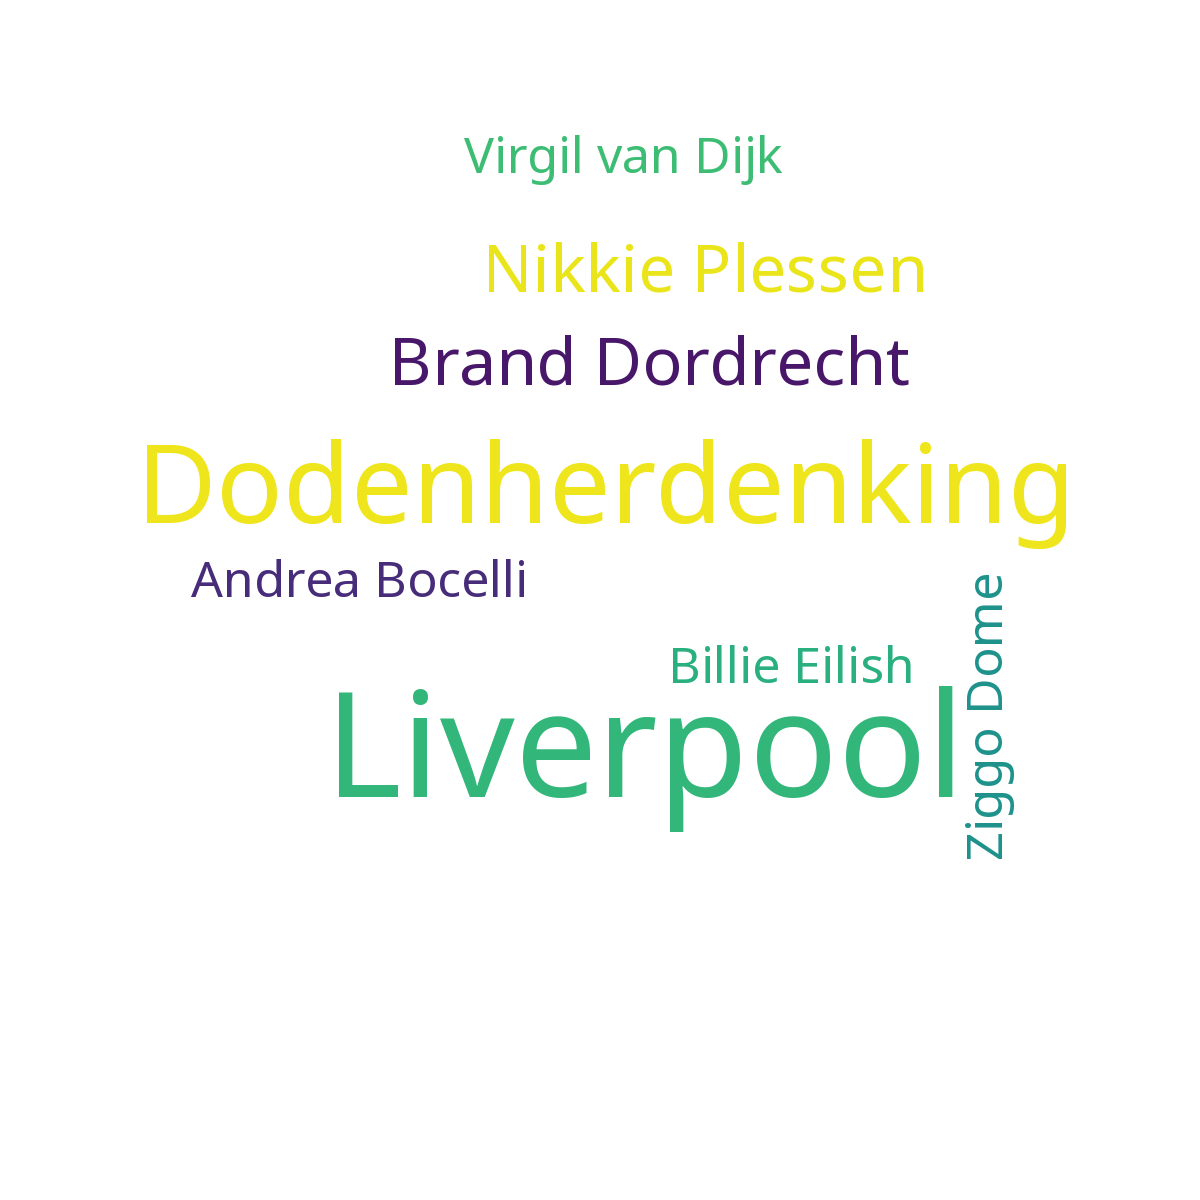 Virgil van Dijk
Nikkie Plessen
Brand Dordrecht
Dodenherdenking
Andrea Bocelli
Billie Eilish
Liverpool
Ziggo Dome